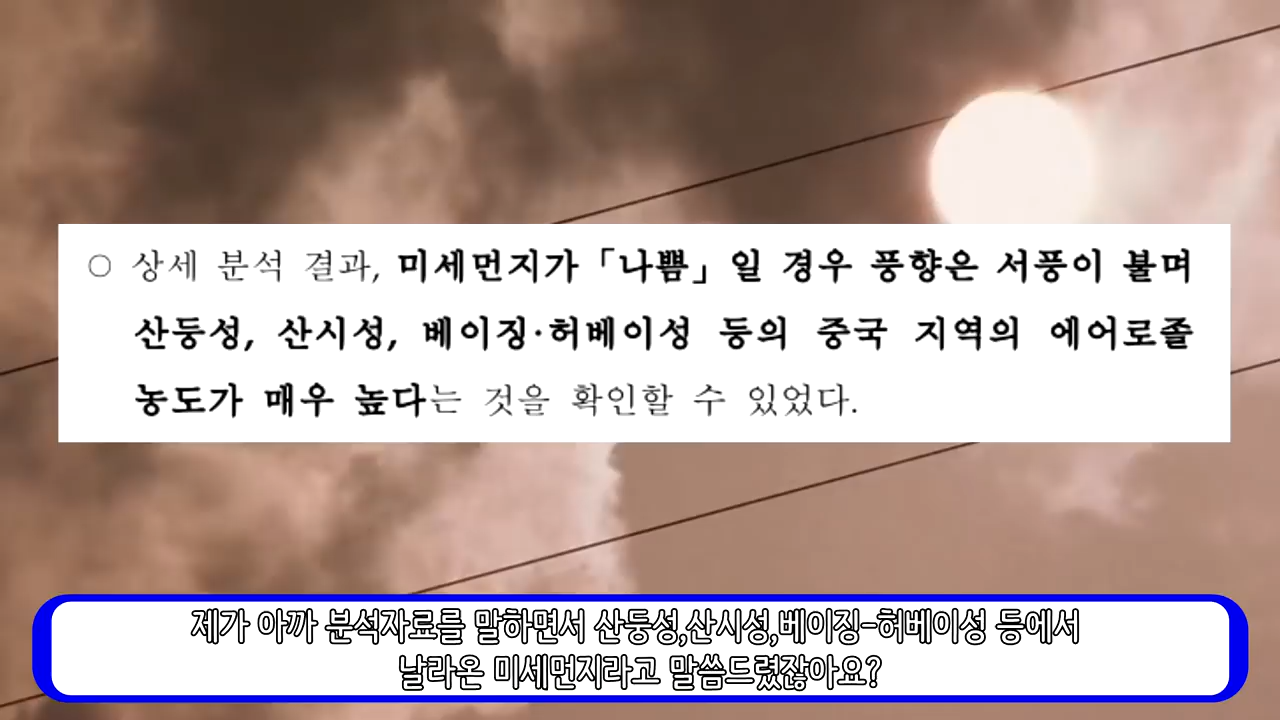 ○ 상세 분석 결과, 미세먼지가 「나쁨」 일 경우 풍향은 서풍이 불며
산둥성, 산시성, 베이징·허베이성 등의 중국 지역의 에어로졸
농도가 매우 높다는 것을 확인할 수 있었다.
제가 아까 분석자료를 말하면서 산둥성,산시성,베이징-허베이성 등에서
날라온 미세먼지라고 말씀드렸잖아요?